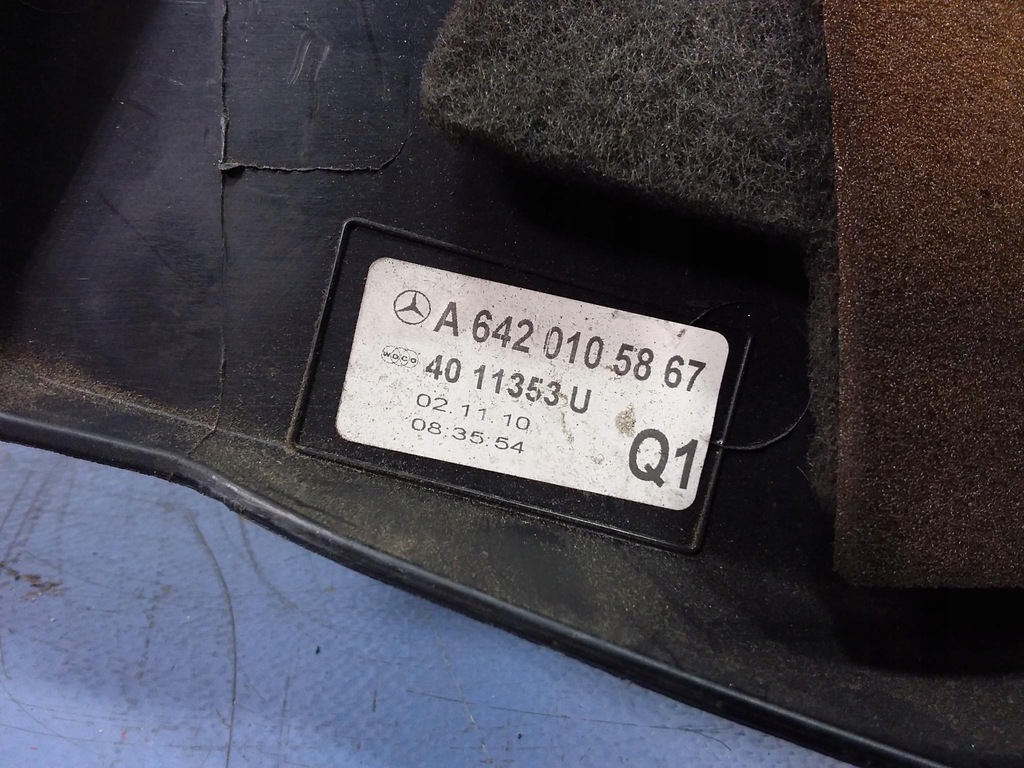 A 642 010 58 67
WOCO 40 11353 U
02.11.10
08:35:54
Q1